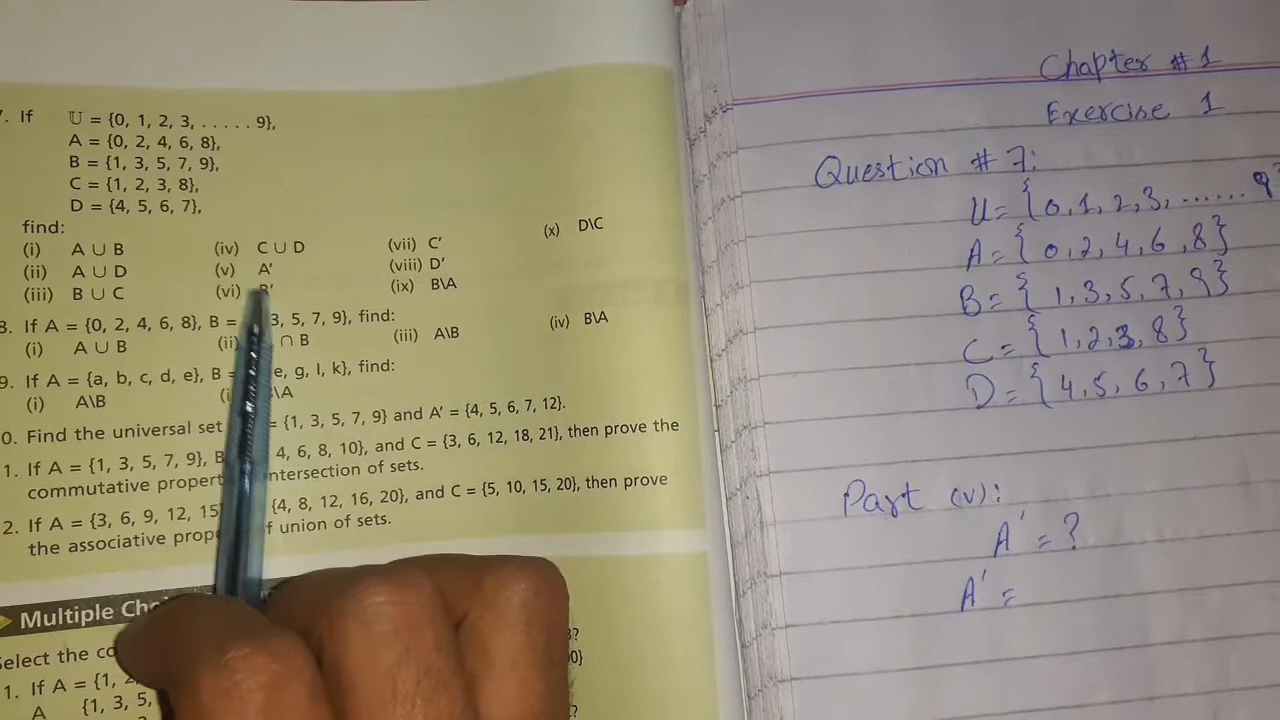 . If U = {0, 1, 2, 3, . . . . . 9},
A = {0, 2, 4, 6, 8},
B = {1, 3, 5, 7, 9},
C = {1, 2, 3, 8},
D = {4, 5, 6, 7},
find:
(i) A ∪ B (iv) C ∪ D (vii) C′ (x) D\C
(ii) A ∪ D (v) A′ (viii) D′
(iii) B ∪ C (vi) B′ (ix) B\A
8. If A = {0, 2, 4, 6, 8}, B = 3, 5, 7, 9}, find:
(i) A ∪ B (ii) ∩ B (iii) A\B (iv) B\A
9. If A = {a, b, c, d, e}, B = e, g, l, k}, find:
(i) A\B \A
0. Find the universal set = {1, 3, 5, 7, 9} and A′ = {4, 5, 6, 7, 12}.
1. If A = {1, 3, 5, 7, 9}, B 4, 6, 8, 10}, and C = {3, 6, 12, 18, 21}, then prove the
commutative property intersection of sets.
2. If A = {3, 6, 9, 12, 15 {4, 8, 12, 16, 20}, and C = {5, 10, 15, 20}, then prove
the associative prop f union of sets.
Multiple Cho
Select the co
1. If A = {1, 2
A {1, 3, 5,
?
0}
?
Chapter # 1
Exercise 1
Question # 7:
U = {0, 1, 2, 3, ...... 9}
A = {0, 2, 4, 6, 8}
B = {1, 3, 5, 7, 9}
C = {1, 2, 3, 8}
D = {4, 5, 6, 7}
Part (v):
A′ = ?
A′ =